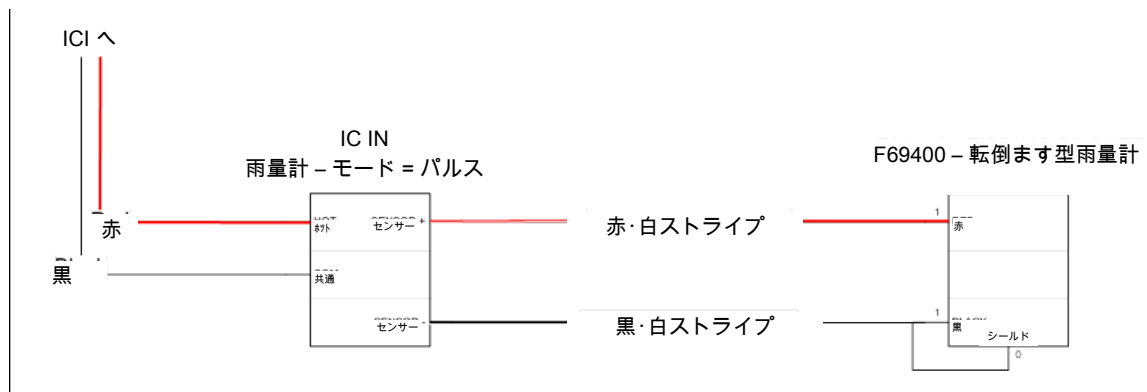 ICI へ
IC IN
雨量計 – モード = パルス
F69400 – 転倒ます型雨量計
赤
ホット
センサー +
赤･白ストライプ
1
赤
黒
共通
センサー -
黒･白ストライプ
1
黒
シールド
0